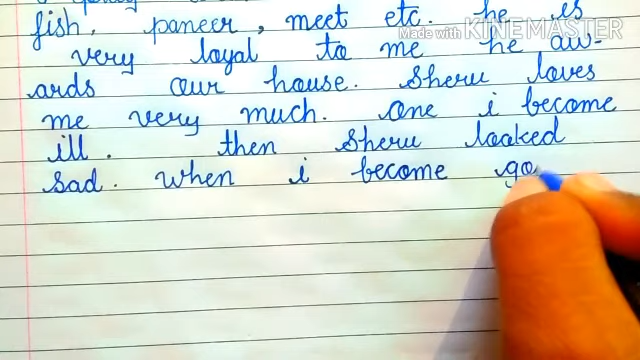 fish, paneer, meet etc. he is
Made with KINEMASTER
very loyal to me he aw-
ards our house. Sheru loves
me very much. One i become
ill. then Sheru looked
sad. when i become go